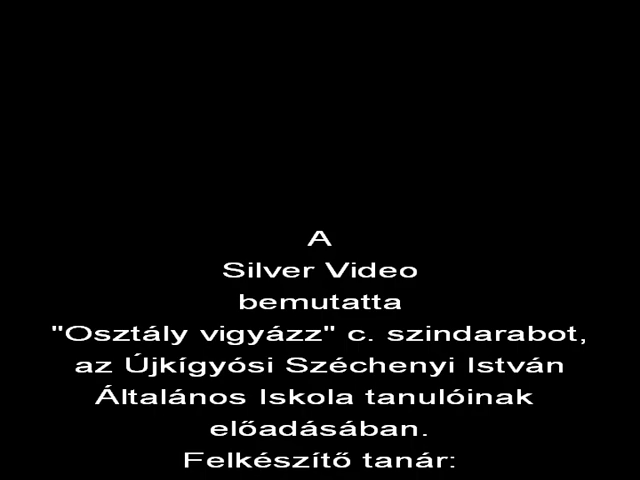 A
Silver Video
bemutatta
"Osztály vigyázz" c. szindarabot,
az Újkígyósi Széchenyi István
Általános Iskola tanulóinak
előadásában.
Felkészítő tanár: